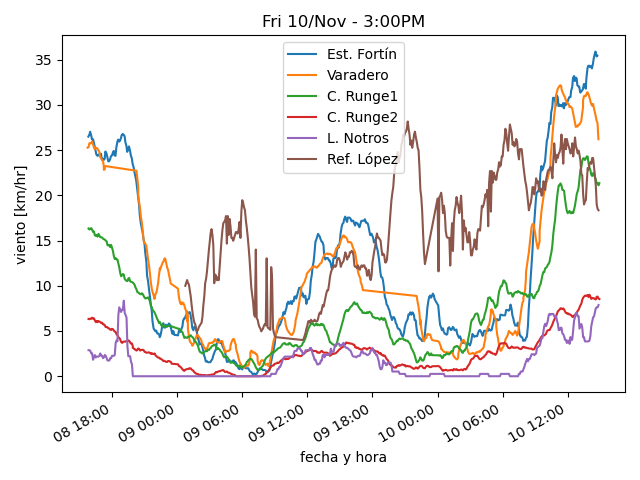 Fri 10/Nov - 3:00PM
Est. Fortín
Varadero
C. Runge1
C. Runge2
L. Notros
Ref. López
viento [km/hr]
35
30
25
20
15
10
5
0
08 18:00
09 00:00
09 06:00
09 12:00
09 18:00
10 00:00
10 06:00
10 12:00
fecha y hora